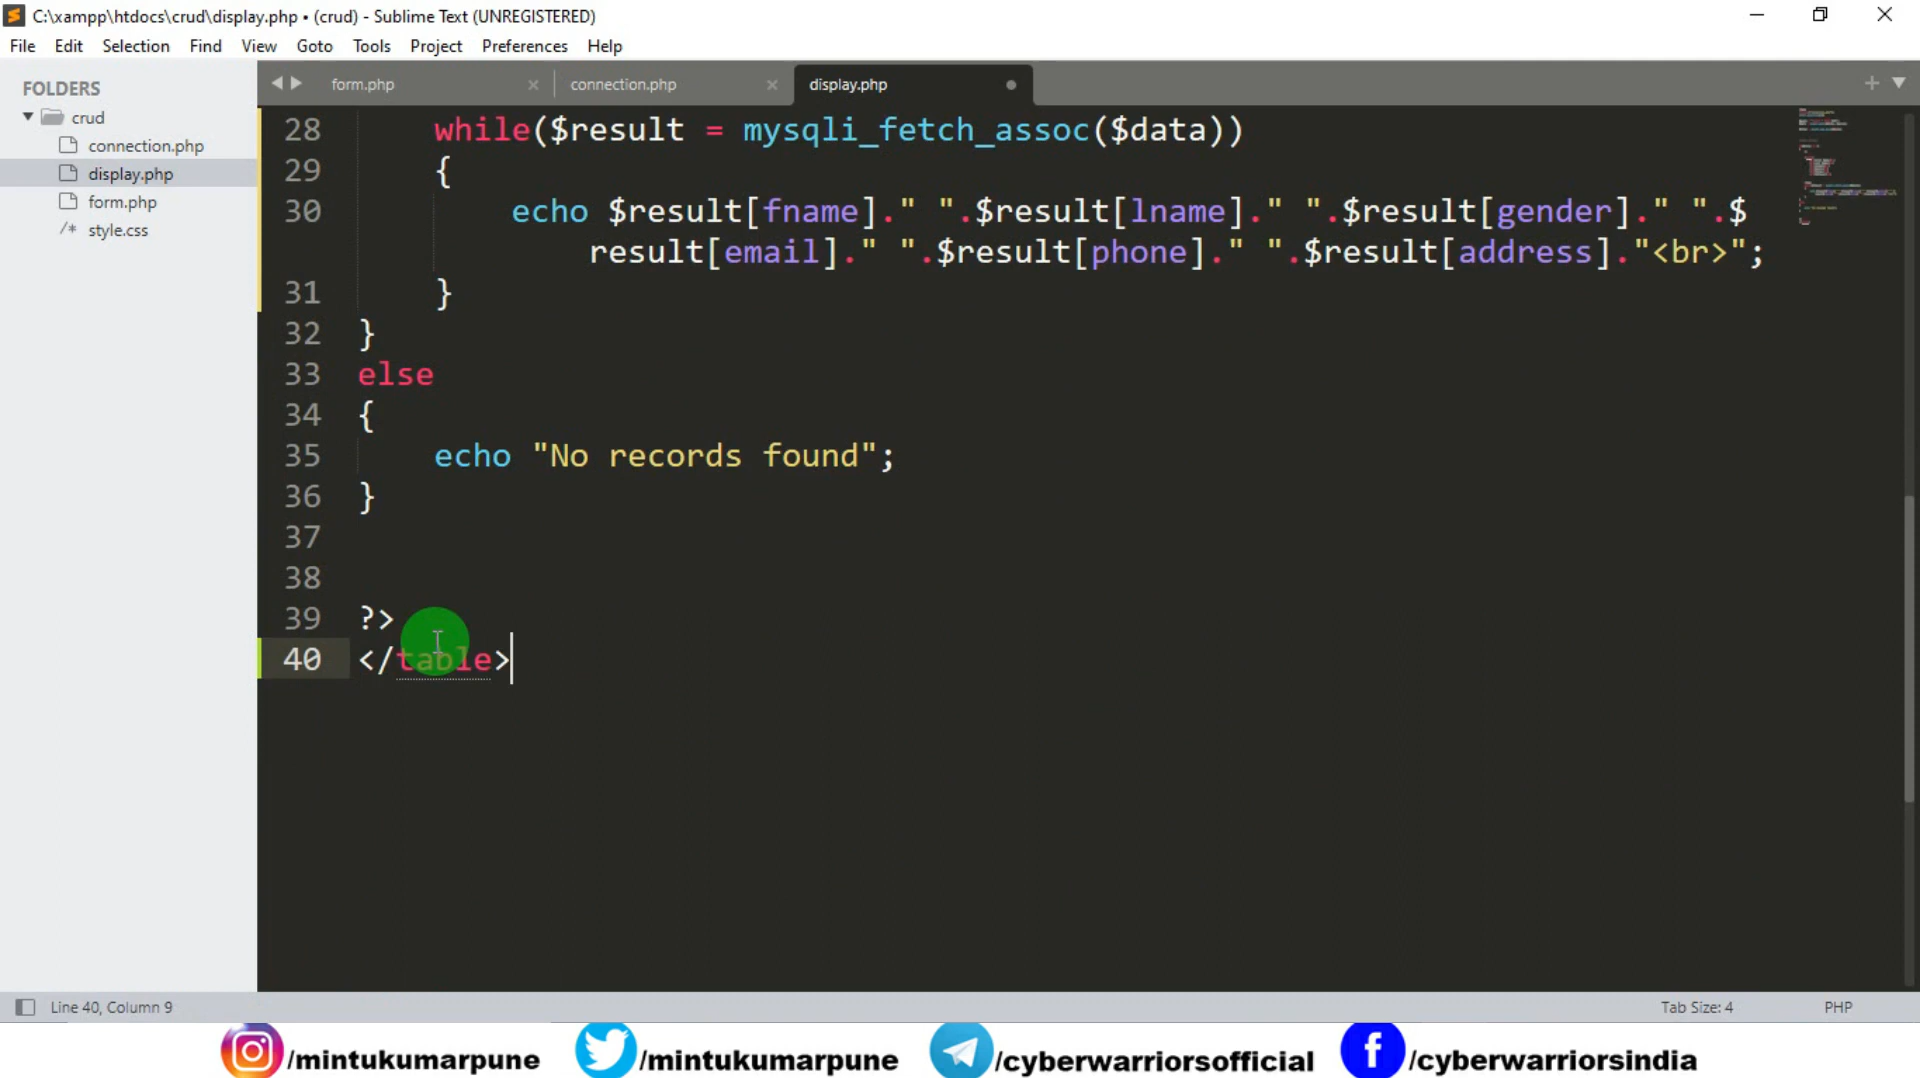 C:\xampp\htdocs\crud\display.php • (crud) - Sublime Text (UNREGISTERED)
File Edit Selection Find View Goto Tools Project Preferences Help
FOLDERS
crud
connection.php
display.php
form.php
/* style.css
form.php × connection.php × display.php
28 while($result = mysqli_fetch_assoc($data))
29 {
30 echo $result[fname]." ".$result[lname]." ".$result[gender]." ".$
result[email]." ".$result[phone]." ".$result[address]."<br>";
31 }
32 }
33 else
34 {
35 echo "No records found";
36 }
37
38
39 ?>
40 </table>
Line 40, Column 9 Tab Size: 4 PHP
/mintukumarpune /mintukumarpune /cyberwarriorsofficial /cyberwarriorsindia